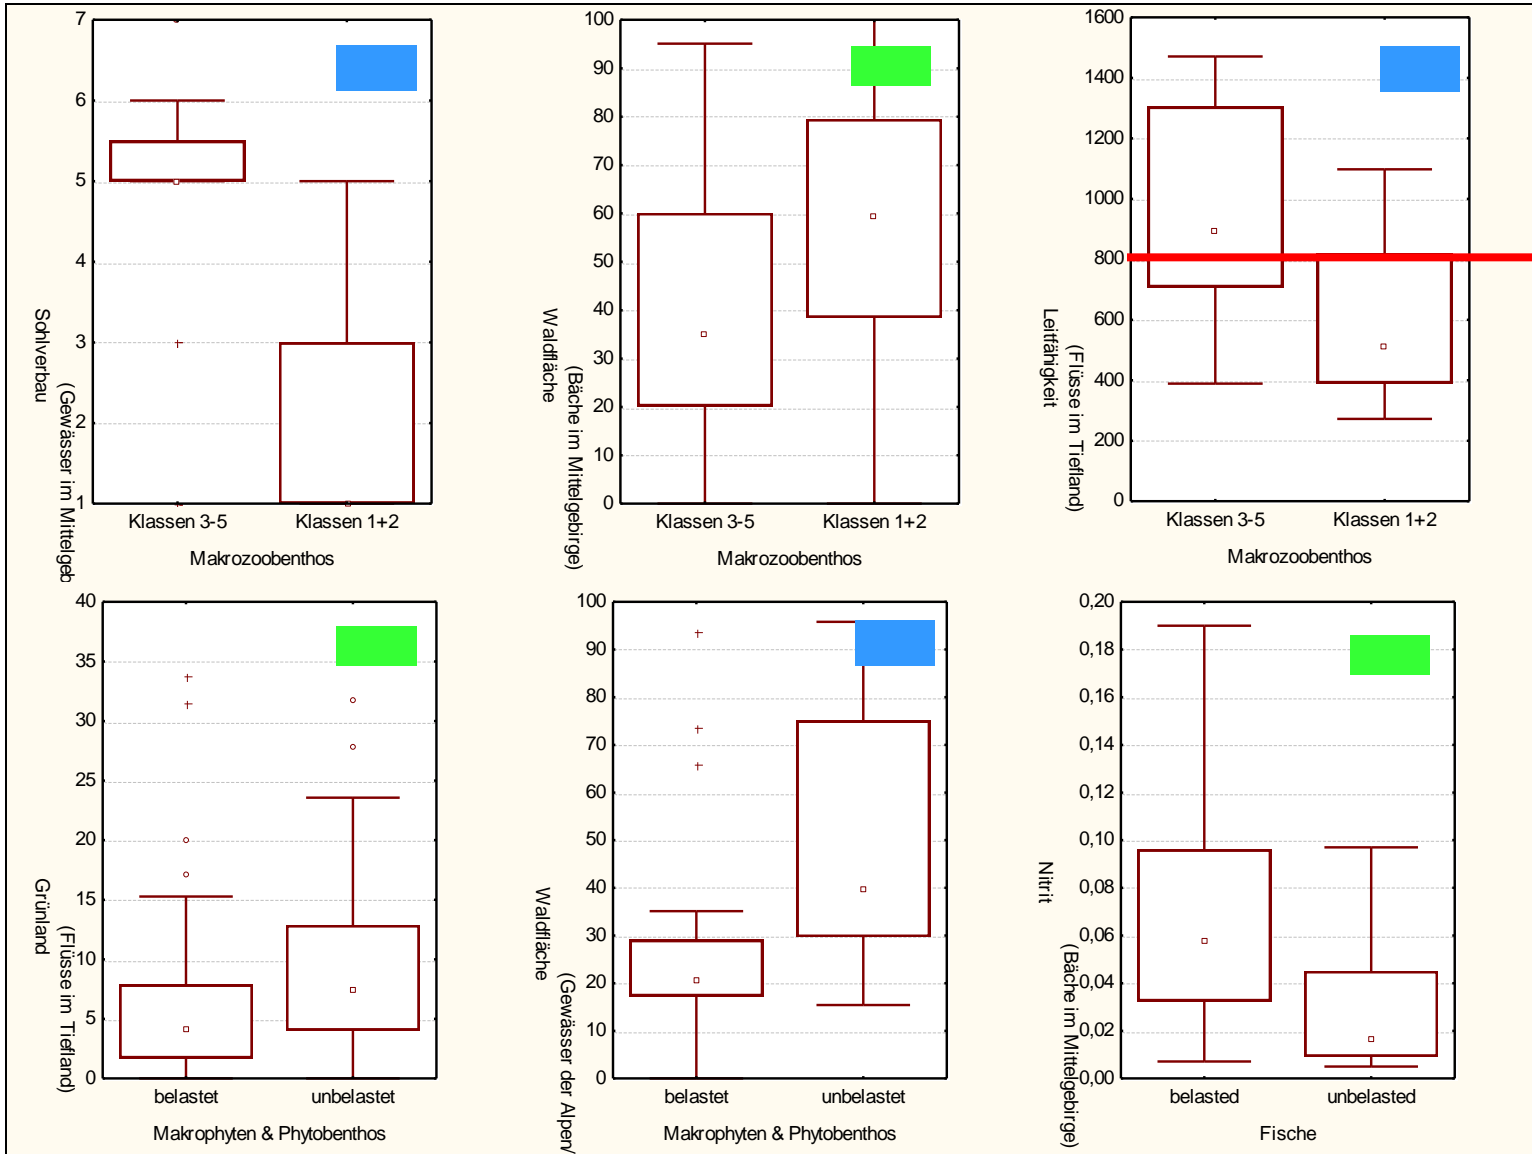 7
6
5
4
3
2
1
Sohlverbau
(Gewässer im Mittelgeb
Klassen 3-5 Klassen 1+2
Makrozoobenthos
100
90
80
70
60
50
40
30
20
10
0
Waldfläche
(Bäche im Mittelgebirge)
Klassen 3-5 Klassen 1+2
Makrozoobenthos
1600
1400
1200
1000
800
600
400
200
0
Leitfähigkeit
(Flüsse im Tiefland)
Klassen 3-5 Klassen 1+2
Makrozoobenthos
40
35
30
25
20
15
10
5
0
Grünland
(Flüsse im Tiefland)
belastet unbelastet
Makrophyten & Phytobenthos
100
90
80
70
60
50
40
30
20
10
0
Waldfläche
(Gewässer der Alpen/
belastet unbelastet
Makrophyten & Phytobenthos
0,20
0,18
0,16
0,14
0,12
0,10
0,08
0,06
0,04
0,02
0,00
Nitrit
(Bäche im Mittelgebirge)
belasted unbelasted
Fische